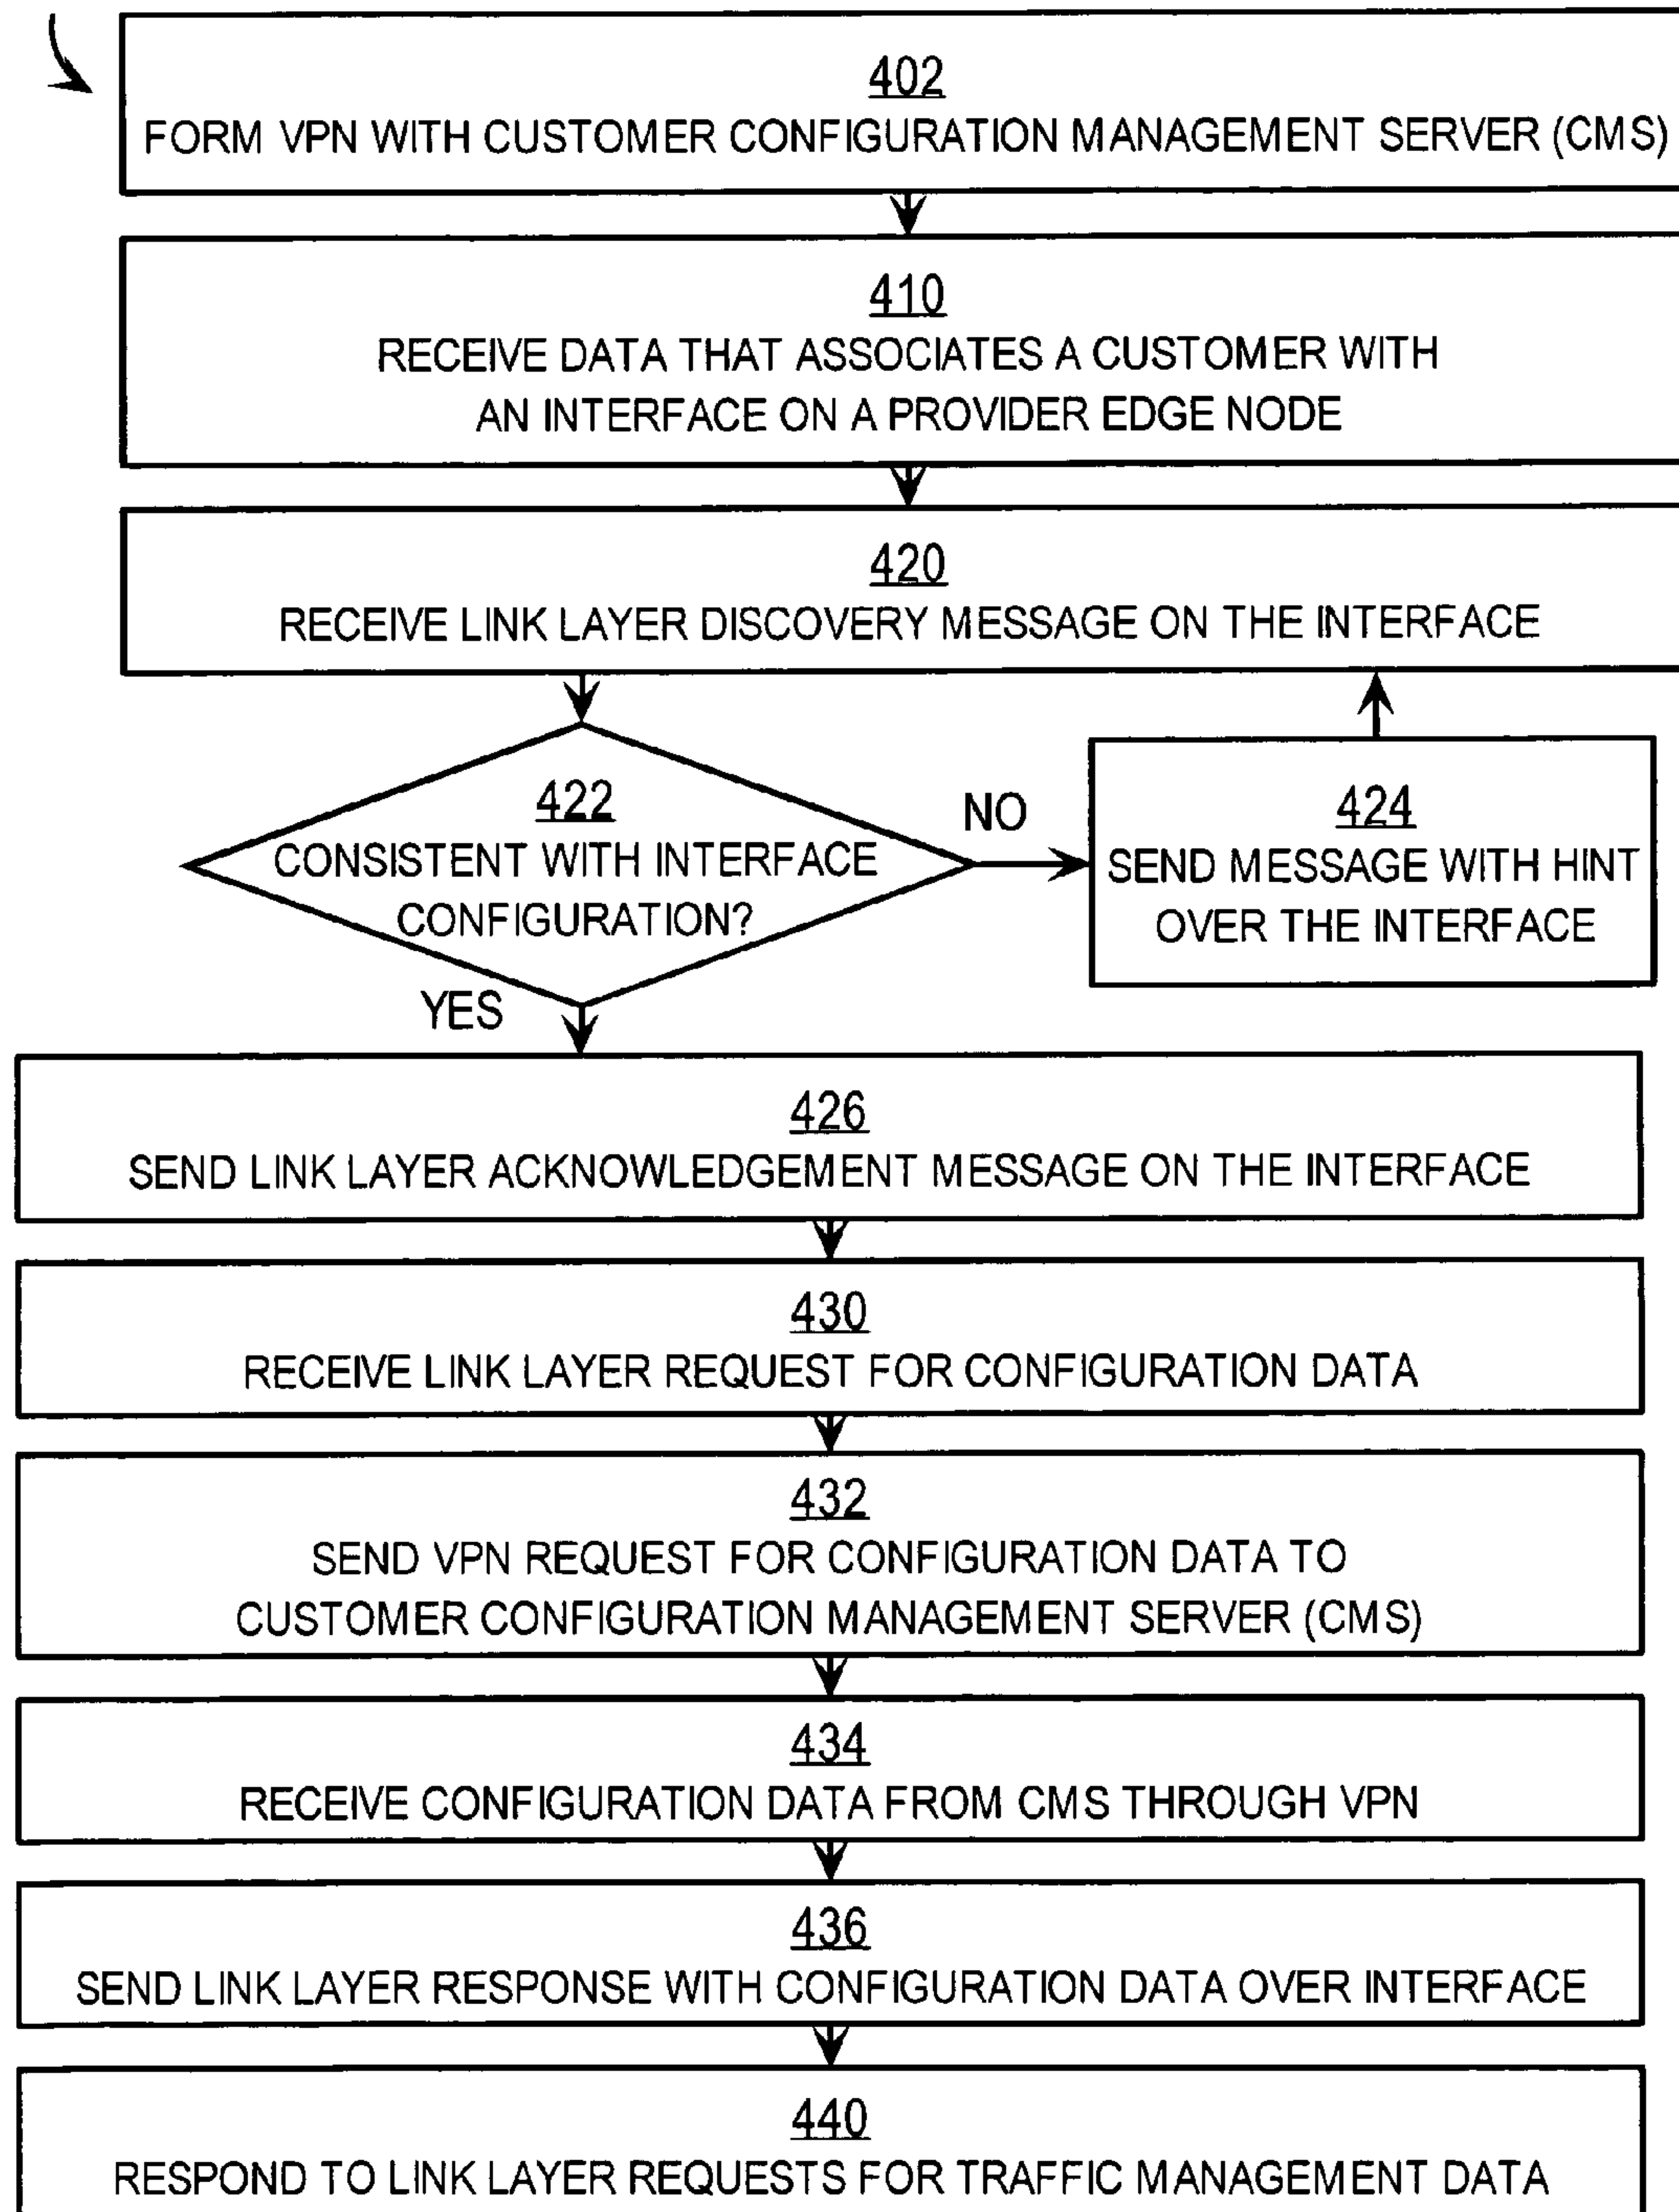 402
FORM VPN WITH CUSTOMER CONFIGURATION MANAGEMENT SERVER (CMS)
410
RECEIVE DATA THAT ASSOCIATES A CUSTOMER WITH
AN INTERFACE ON A PROVIDER EDGE NODE
420
RECEIVE LINK LAYER DISCOVERY MESSAGE ON THE INTERFACE
422
CONSISTENT WITH INTERFACE
CONFIGURATION?
NO
424
SEND MESSAGE WITH HINT
OVER THE INTERFACE
YES
426
SEND LINK LAYER ACKNOWLEDGEMENT MESSAGE ON THE INTERFACE
430
RECEIVE LINK LAYER REQUEST FOR CONFIGURATION DATA
432
SEND VPN REQUEST FOR CONFIGURATION DATA TO
CUSTOMER CONFIGURATION MANAGEMENT SERVER (CMS)
434
RECEIVE CONFIGURATION DATA FROM CMS THROUGH VPN
436
SEND LINK LAYER RESPONSE WITH CONFIGURATION DATA OVER INTERFACE
440
RESPOND TO LINK LAYER REQUESTS FOR TRAFFIC MANAGEMENT DATA